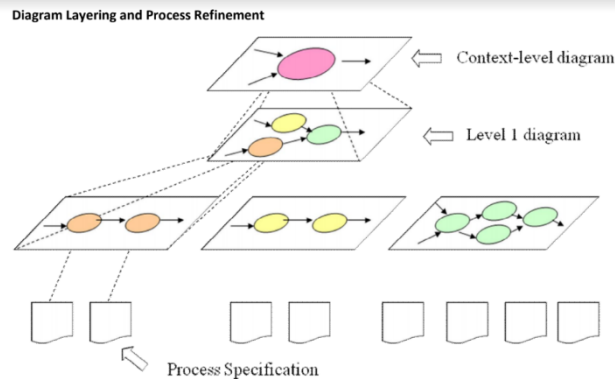 Diagram Layering and Process Refinement
Context-level diagram
Level 1 diagram
Process Specification